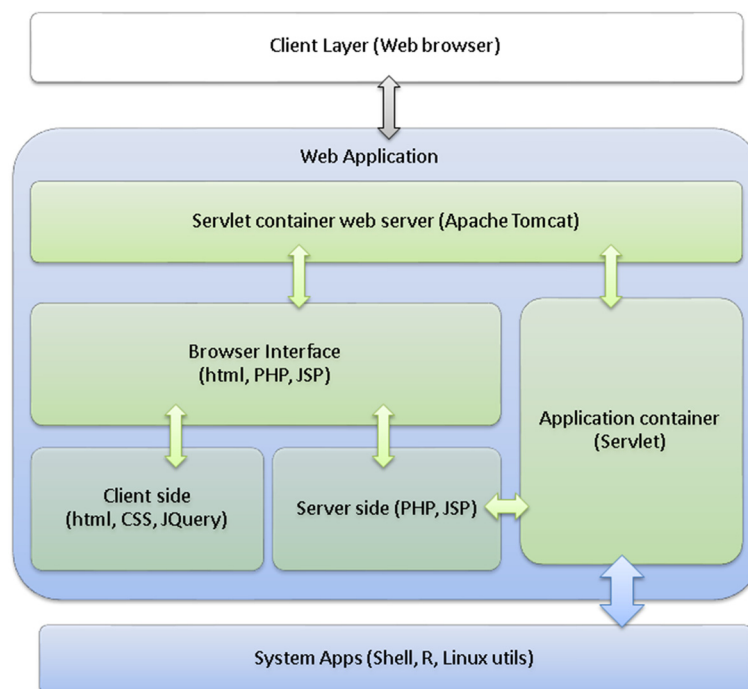 Client Layer (Web browser)
Web Application
Servlet container web server (Apache Tomcat)
Browser Interface
(html, PHP, JSP)
Application container
(Servlet)
Client side
(html, CSS, JQuery)
Server side (PHP, JSP)
System Apps (Shell, R, Linux utils)